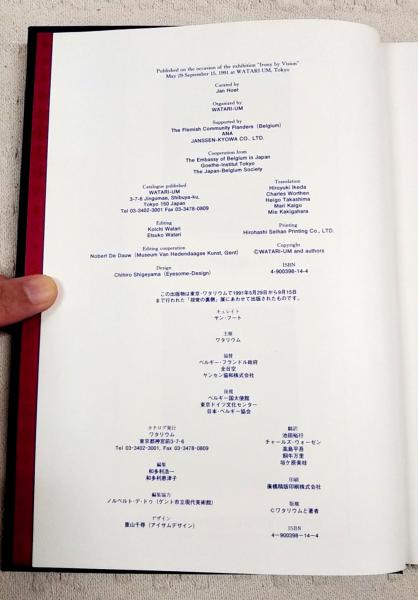 Published on the occasion of the exhibition "Irony by Vision"
May 29-September 15, 1991 at WATARI-UM, Tokyo
Curated by
Jan Hoet
Organized by
WATARI-UM
Supported by
The Flemish Community Flanders (Belgium)
ANA
JANSSEN-KYOWA CO., LTD.
Cooperation from
The Embassy of Belgium in Japan
Goethe-Institut Tokyo
The Japan-Belgium Society
Catalogue published
WATARI-UM
3-7-6 Jingumae, Shibuya-ku,
Tokyo 150 Japan
Tel 03-3402-3001 Fax 03-3478-0809
Editing
Koichi Watari
Etsuko Watari
Editing cooperation
Nobert De Dauw (Museum Van Hedendaagse Kunst, Gent)
Design
Chihiro Shigeyama (Eyesome-Design)
Translation
Hiroyuki Ikeda
Charles Worthen
Heigo Takashima
Mari Kaigo
Mie Kakigahara
Printing
Hirohashi Seihan Printing Co., LTD.
Copyright
©WATARI-UM and authors
ISBN
4-900398-14-4
この出版物は東京・ワタリウムで1991年5月29日から9月15日
まで行われた「視覚の裏側」展にあわせて出版されたものです。
キュレイト
ヤン・フート
主催
ワタリウム
協賛
ベルギー・フランドル政府
全日空
ヤンセン協和株式会社
後援
ベルギー国大使館
東京ドイツ文化センター
日本・ベルギー協会
カタログ発行
ワタリウム
東京都神宮前3-7-6
Tel 03-3402-3001, Fax 03-3478-0809
編集
和多利浩一
和多利恵津子
編集協力
ノルベルト・デ・ドゥ(ゲント市立現代美術館)
デザイン
重山千尋(アイサムデザイン)
翻訳
池田裕行
チャールズ・ウォーゼン
高島平吾
印刷
廣橋精版印刷株式会社
版権
©ワタリウムと著者
ISBN
4-900398-14-4